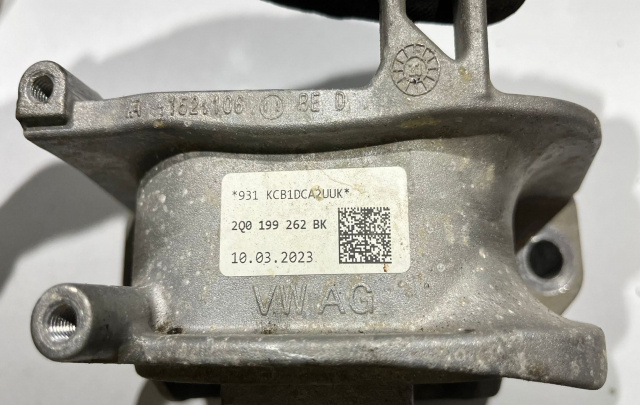 *931 KCB1DCA2UUK*
2Q0 199 262 BK
10.03.2023
VW AG
BE D